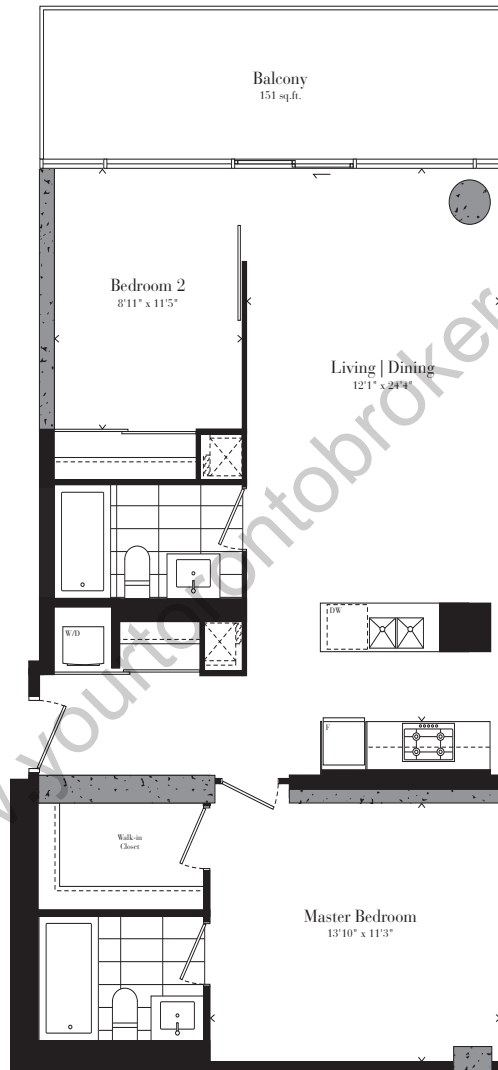 Balcony
151 sq.ft.
Bedroom 2
8'11" x 11'5"
Living | Dining
12'1" x 24'4"
DW
W/D
F
Walk-in
Closet
Master Bedroom
13'10" x 11'3"
.yourtorontobroker